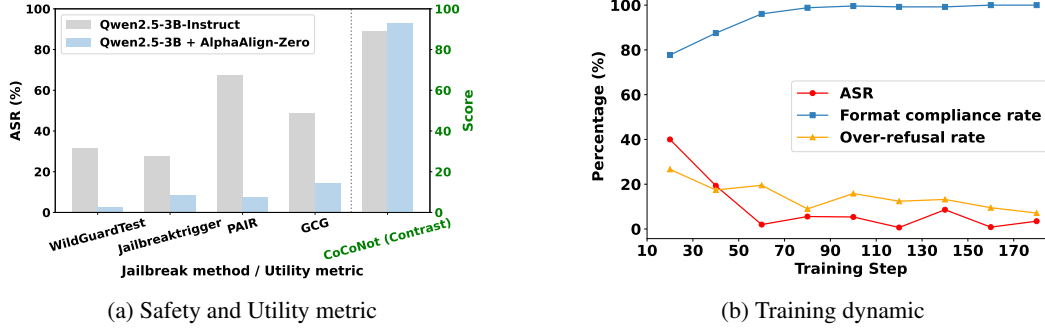 100
80
60
40
20
0
ASR (%)
Qwen2.5-3B-Instruct
Qwen2.5-3B + AlphaAlign-Zero
100
80
60
40
20
0
Score
WildGuardTest
Jailbreaktrigger
PAIR
GCG
CoCoNot (Contrast)
Jailbreak method / Utility metric
(a) Safety and Utility metric
100
80
60
40
20
0
Percentage (%)
ASR
Format compliance rate
Over-refusal rate
10 30 50 70 90 110 130 150 170
Training Step
(b) Training dynamic